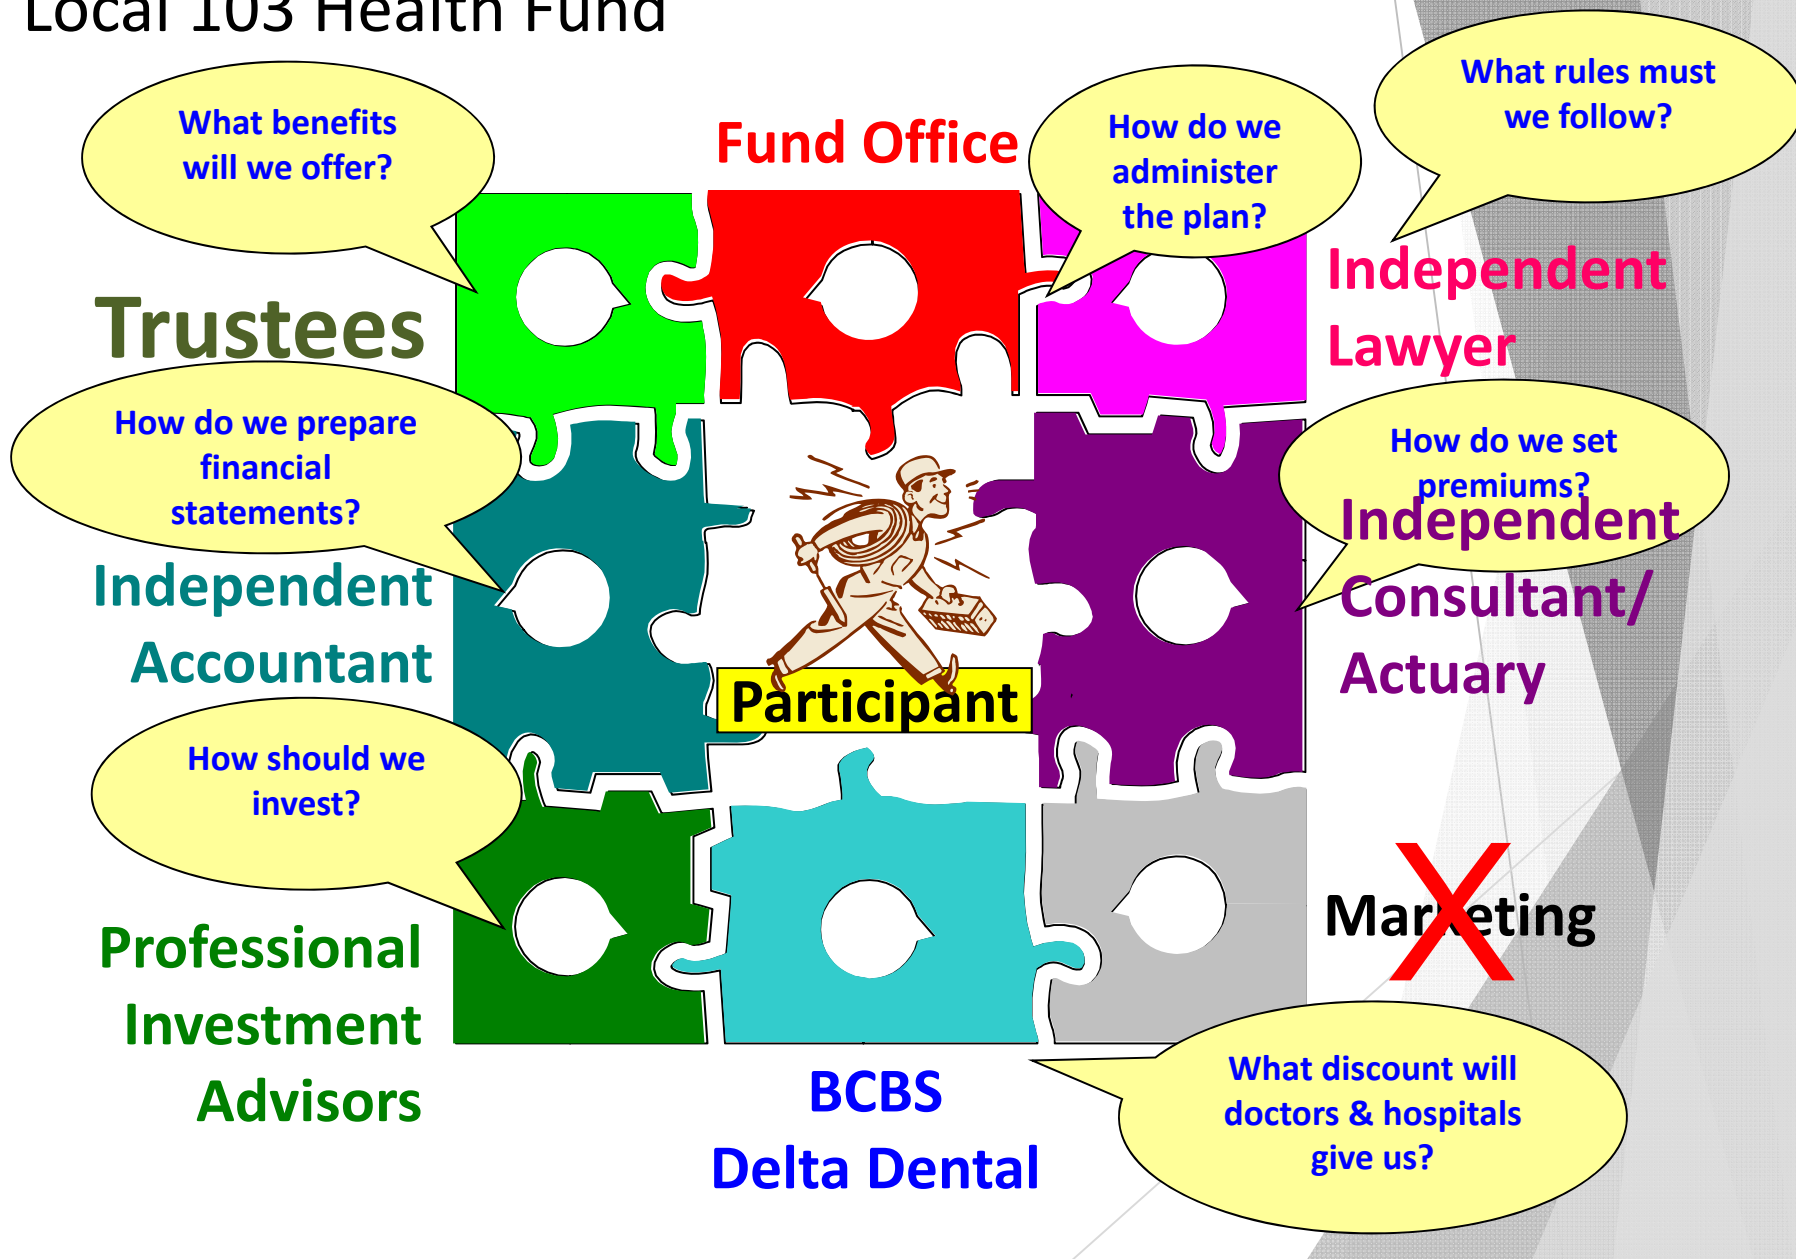 Local 103 Health Fund
What benefits
will we offer?
Fund Office
How do we
administer
the plan?
What rules must
we follow?
Trustees
Independent
Lawyer
How do we prepare
financial
statements?
How do we set
premiums?
Independent
Accountant
Participant
Independent
Consultant/
Actuary
How should we
invest?
Professional
Investment
Advisors
Marketing
X
BCBS
Delta Dental
What discount will
doctors & hospitals
give us?